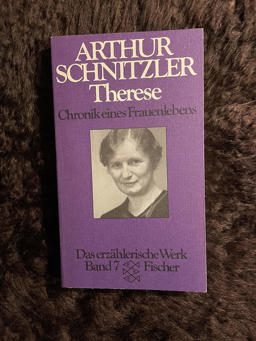 ARTHUR
SCHNITZLER
Therese
Chronik eines Frauenlebens
Das erzählerische Werk
Band 7 Fischer